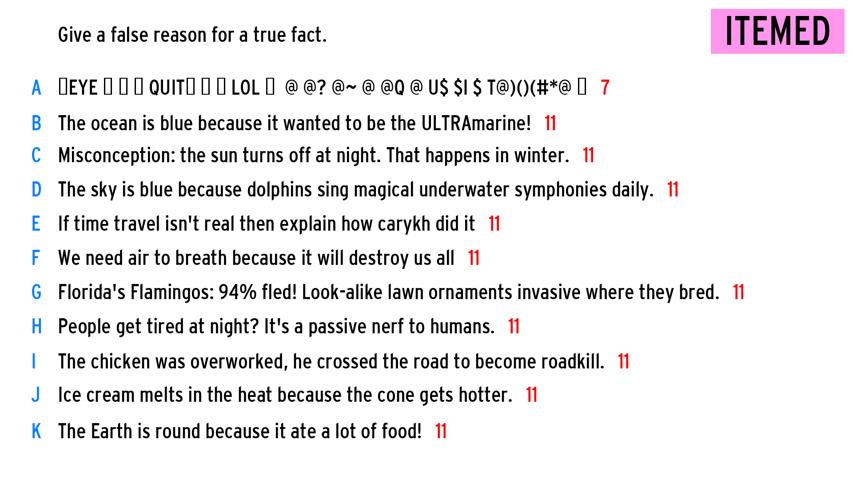 Give a false reason for a true fact.
ITEMED
A ▯EYE ▯ ▯ ▯ QUIT▯ ▯ ▯ LOL ▯ @ @? @~ @ @Q @ U$ $I $ T@)()(#*@ ▯ 7
B The ocean is blue because it wanted to be the ULTRAmarine! 11
C Misconception: the sun turns off at night. That happens in winter. 11
D The sky is blue because dolphins sing magical underwater symphonies daily. 11
E If time travel isn't real then explain how carykh did it 11
F We need air to breath because it will destroy us all 11
G Florida's Flamingos: 94% fled! Look-alike lawn ornaments invasive where they bred. 11
H People get tired at night? It's a passive nerf to humans. 11
I The chicken was overworked, he crossed the road to become roadkill. 11
J Ice cream melts in the heat because the cone gets hotter. 11
K The Earth is round because it ate a lot of food! 11